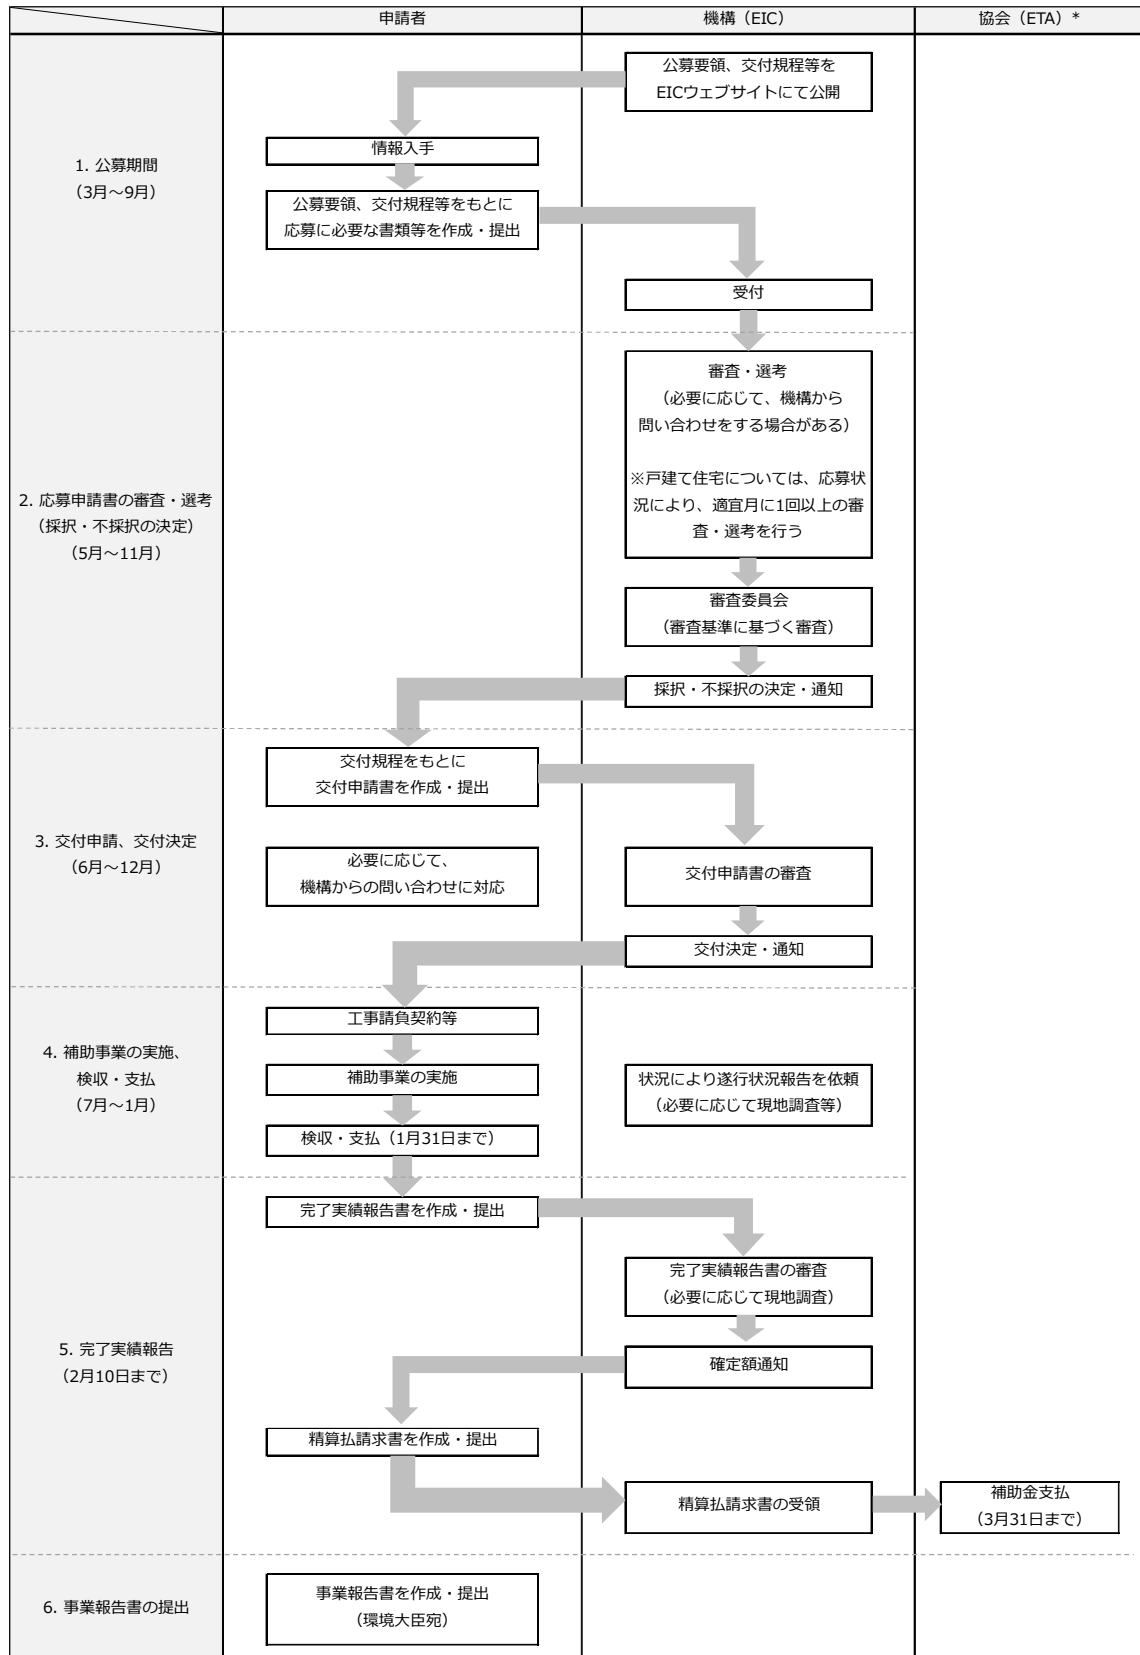 申請者
機構（EIC）
協会（ETA）*
1. 公募期間
（3月～9月）
公募要領、交付規程等を
EICウェブサイトにて公開
情報入手
公募要領、交付規程等をもとに
応募に必要な書類等を作成・提出
受付
2. 応募申請書の審査・選考
（採択・不採択の決定）
（5月～11月）
審査・選考
（必要に応じて、機構から
問い合わせをする場合がある）
※戸建て住宅については、応募状
況により、適宜月に1回以上の審
査・選考を行う
審査委員会
（審査基準に基づく審査）
採択・不採択の決定・通知
3. 交付申請、交付決定
（6月～12月）
交付規程をもとに
交付申請書を作成・提出
必要に応じて、
機構からの問い合わせに対応
交付申請書の審査
交付決定・通知
4. 補助事業の実施、
検収・支払
（7月～1月）
工事請負契約等
補助事業の実施
検収・支払（1月31日まで）
状況により遂行状況報告を依頼
（必要に応じて現地調査等）
5. 完了実績報告
（2月10日まで）
完了実績報告書を作成・提出
完了実績報告書の審査
（必要に応じて現地調査）
確定額通知
精算払請求書を作成・提出
精算払請求書の受領
補助金支払
（3月31日まで）
6. 事業報告書の提出
事業報告書を作成・提出
（環境大臣宛）